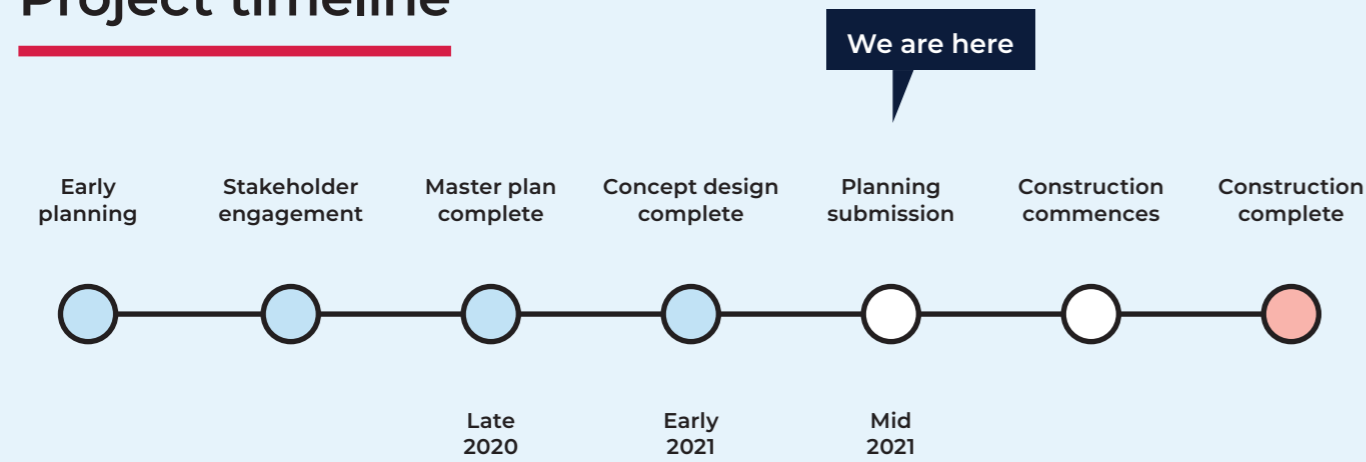 Project timeline
We are here
Early
planning
Stakeholder
engagement
Master plan
complete
Concept design
complete
Planning
submission
Construction
commences
Construction
complete
Late
2020
Early
2021
Mid
2021